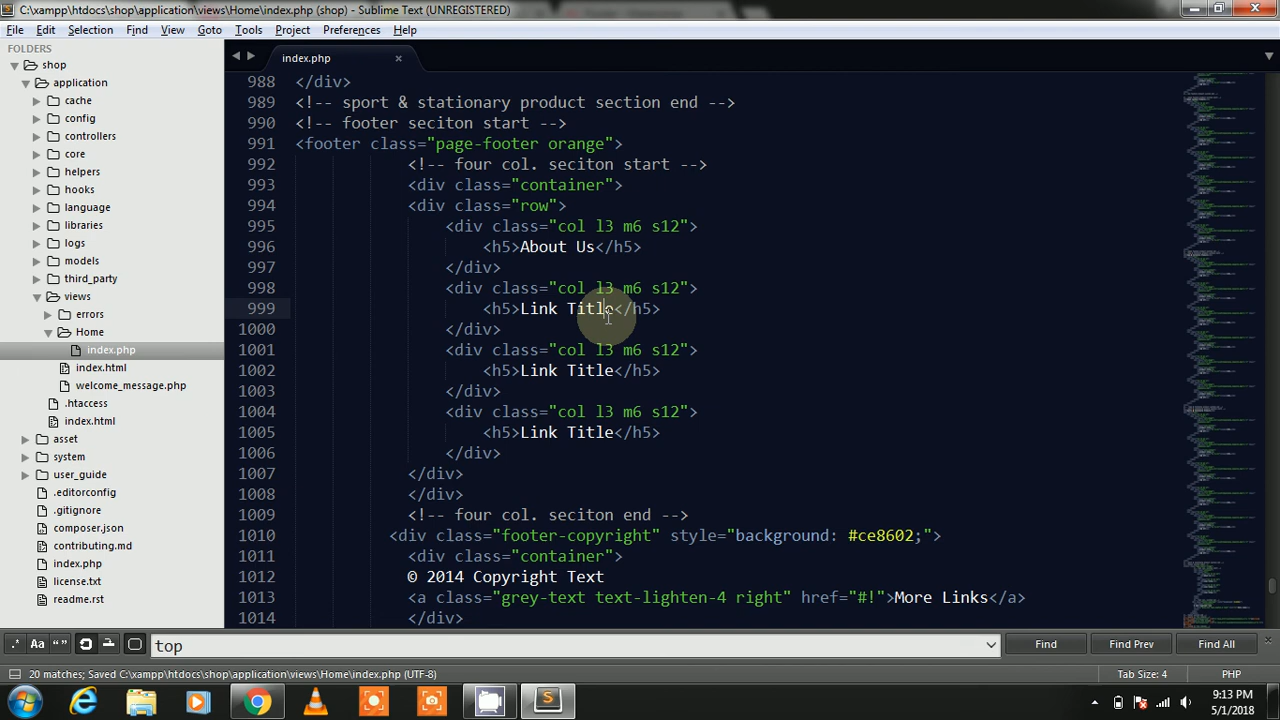 C:\xampp\htdocs\shop\application\views\Home\index.php (shop) - Sublime Text (UNREGISTERED)
File Edit Selection Find View Goto Tools Project Preferences Help
FOLDERS
shop
application
cache
config
controllers
core
helpers
hooks
language
libraries
logs
models
third_party
views
errors
Home
index.php
index.html
welcome_message.php
.htaccess
index.html
asset
system
user_guide
.editorconfig
.gitignore
composer.json
contributing.md
index.php
license.txt
readme.rst
index.php
988 </div>
989 <!-- sport & stationary product section end -->
990 <!-- footer saciton start -->
991 <footer class="page-footer orange">
992 <!-- four col. seciton start -->
993 <div class="container">
994 <div class="row">
995 <div class="col l3 m6 s12">
996 <h5>About Us</h5>
997 </div>
998 <div class="col l3 m6 s12">
999 <h5>Link Title</h5>
1000 </div>
1001 <div class="col l3 m6 s12">
1002 <h5>Link Title</h5>
1003 </div>
1004 <div class="col l3 m6 s12">
1005 <h5>Link Title</h5>
1006 </div>
1007 </div>
1008 </div>
1009 <!-- four col. seciton end -->
1010 <div class="footer-copyright" style="background: #ce8602;">
1011 <div class="container">
1012 © 2014 Copyright Text
1013 <a class="grey-text text-lighten-4 right" href="#!">More Links</a>
1014 </div>
.* Aa “ ” top Find Find Prev Find All
20 matches; Saved C:\xampp\htdocs\shop\application\views\Home\index.php (UTF-8) Tab Size: 4 PHP
9:13 PM
5/1/2018